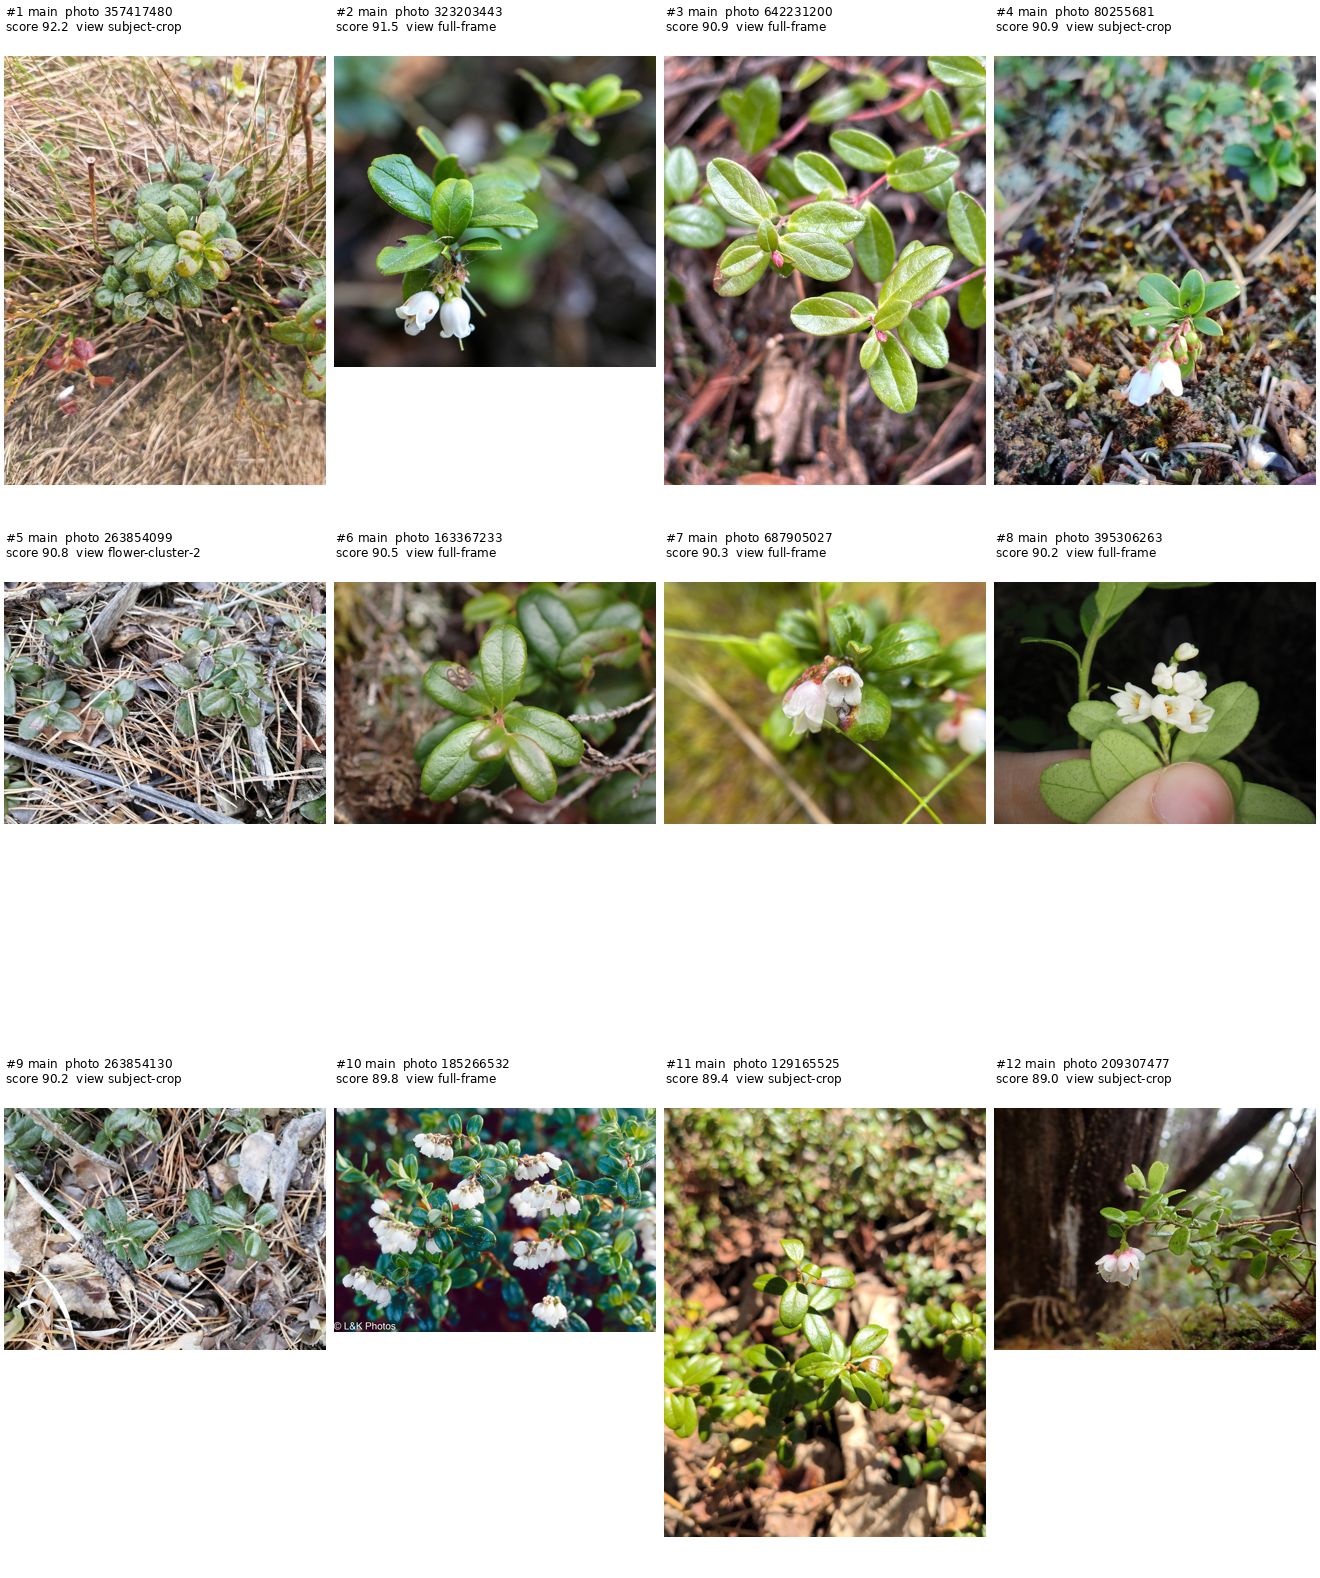 #1 main  photo 357417480
score 92.2  view subject-crop
#2 main  photo 323203443
score 91.5  view full-frame
#3 main  photo 642231200
score 90.9  view full-frame
#4 main  photo 80255681
score 90.9  view subject-crop
#5 main  photo 263854099
score 90.8  view flower-cluster-2
#6 main  photo 163367233
score 90.5  view full-frame
#7 main  photo 687905027
score 90.3  view full-frame
#8 main  photo 395306263
score 90.2  view full-frame
#9 main  photo 263854130
score 90.2  view subject-crop
#10 main  photo 185266532
score 89.8  view full-frame
© L&K Photos
#11 main  photo 129165525
score 89.4  view subject-crop
#12 main  photo 209307477
score 89.0  view subject-crop